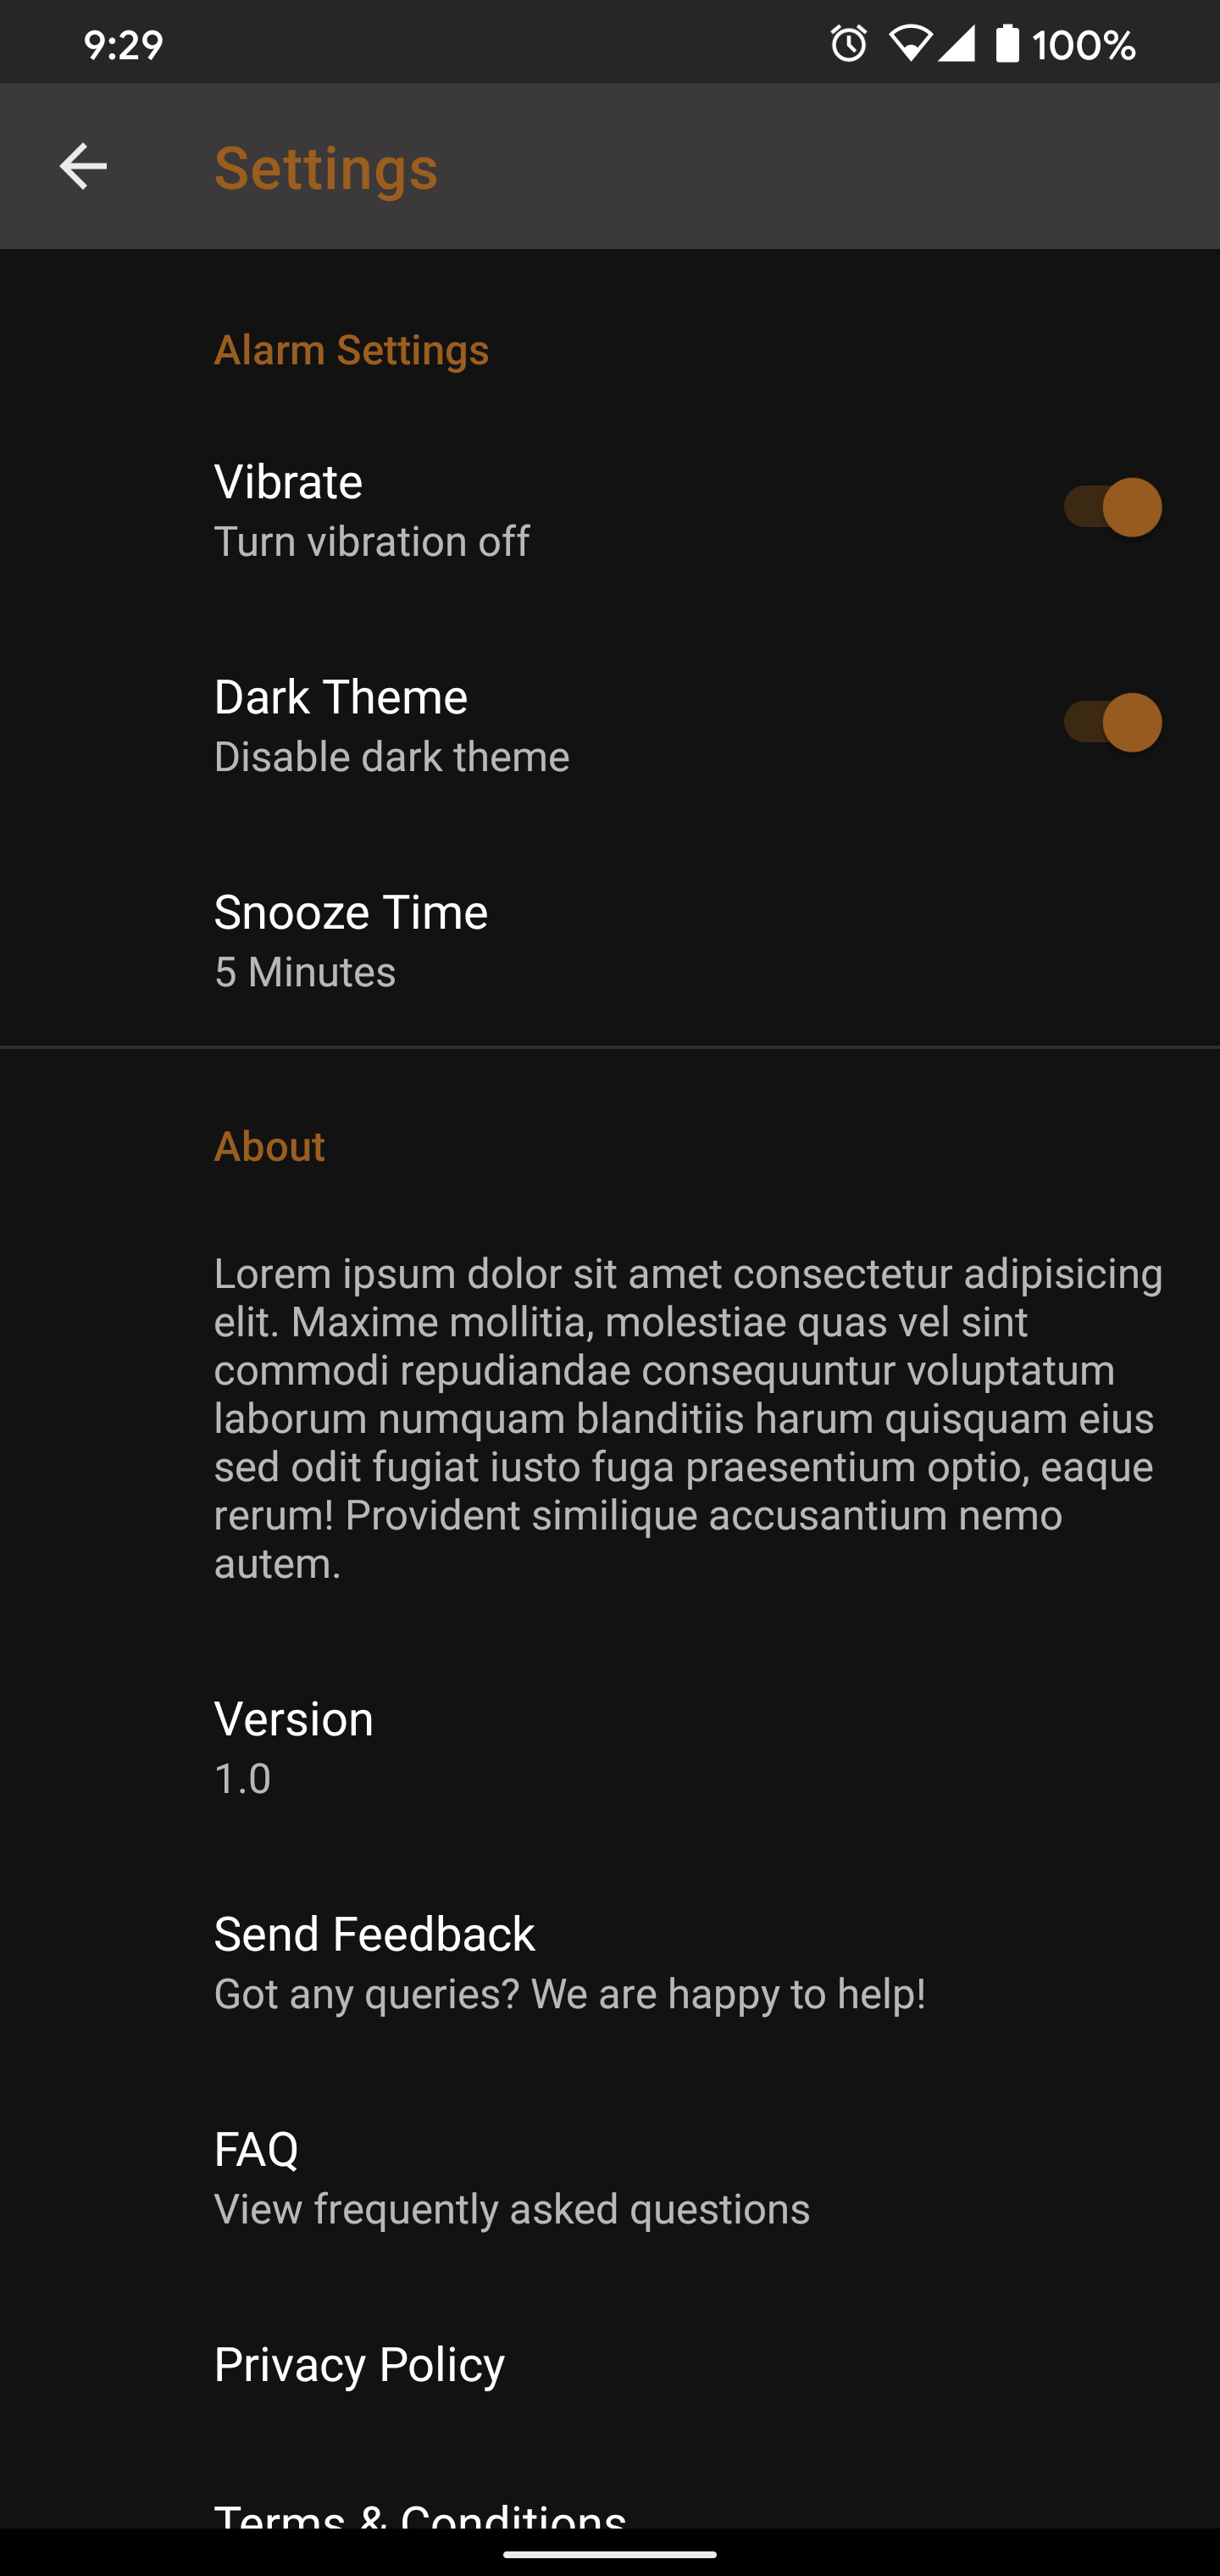 9:29
100%
Settings
Alarm Settings
Vibrate
Turn vibration off
Dark Theme
Disable dark theme
Snooze Time
5 Minutes
About
Lorem ipsum dolor sit amet consectetur adipisicing
elit. Maxime mollitia, molestiae quas vel sint
commodi repudiandae consequuntur voluptatum
laborum numquam blanditiis harum quisquam eius
sed odit fugiat iusto fuga praesentium optio, eaque
rerum! Provident similique accusantium nemo
autem.
Version
1.0
Send Feedback
Got any queries? We are happy to help!
FAQ
View frequently asked questions
Privacy Policy
Terms & Conditions